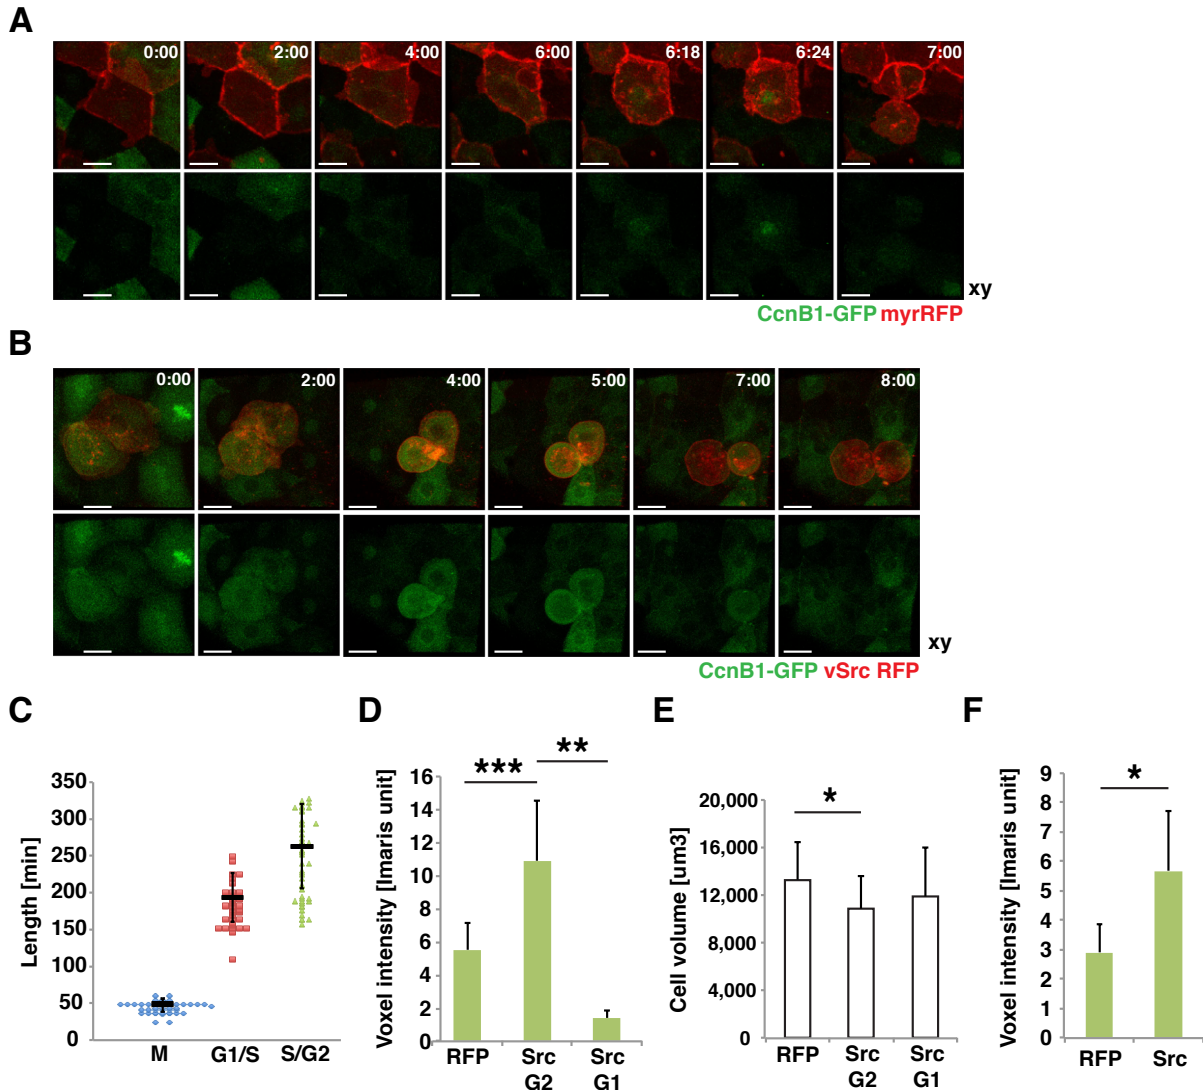 A
0:00 2:00 4:00 6:00 6:18 6:24 7:00
xy
CcnB1-GFP myrRFP
B
0:00 2:00 4:00 5:00 7:00 8:00
xy
CcnB1-GFP vSrc RFP
C
Length [min]
350
300
250
200
150
100
50
0
M G1/S S/G2
D
Voxel intensity [Imaris unit]
*** **
16
14
12
10
8
6
4
2
0
RFP Src Src
G2 G1
E
Cell volume [um3]
*
20,000
16,000
12,000
8,000
4,000
0
RFP Src Src
G2 G1
F
Voxel intensity [Imaris unit]
*
9
8
7
6
5
4
3
2
1
0
RFP Src